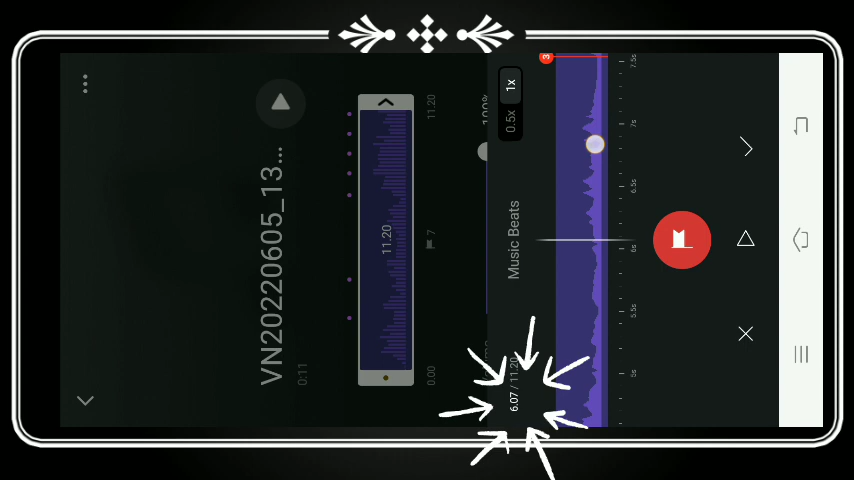 VN20220605_13...
0:11
11.20
0.00
7
11.20
100%
Music Beats
0.5x
1x
6.07 / 11.20
3
5s
5.5s
6s
6.5s
7s
7.5s